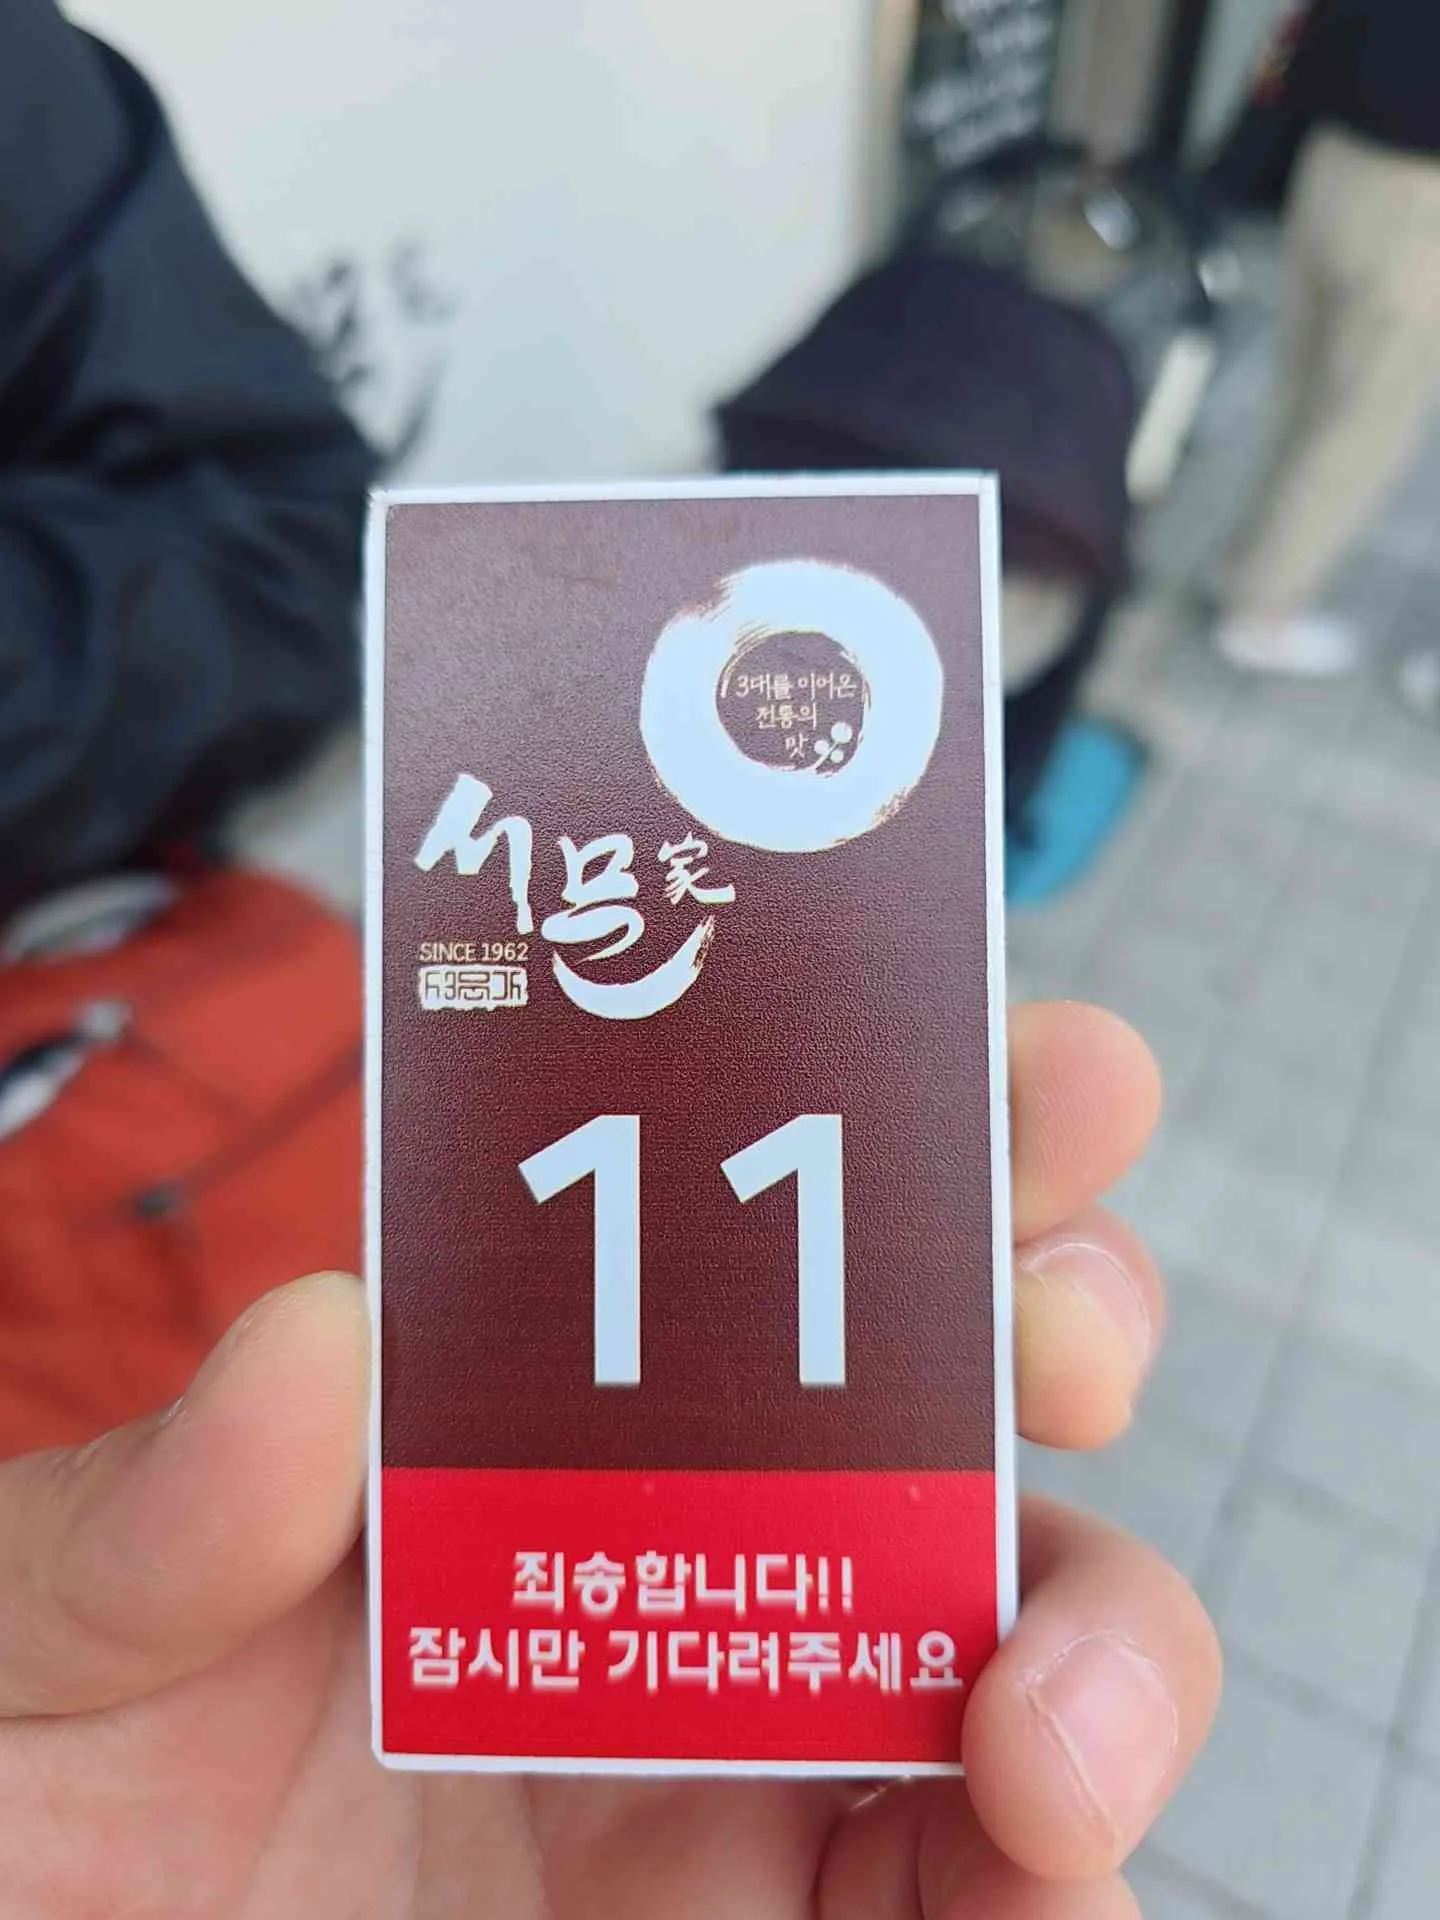 3대를 이어온
전통의
맛
서문家
SINCE 1962
11
죄송합니다!!
잠시만 기다려주세요